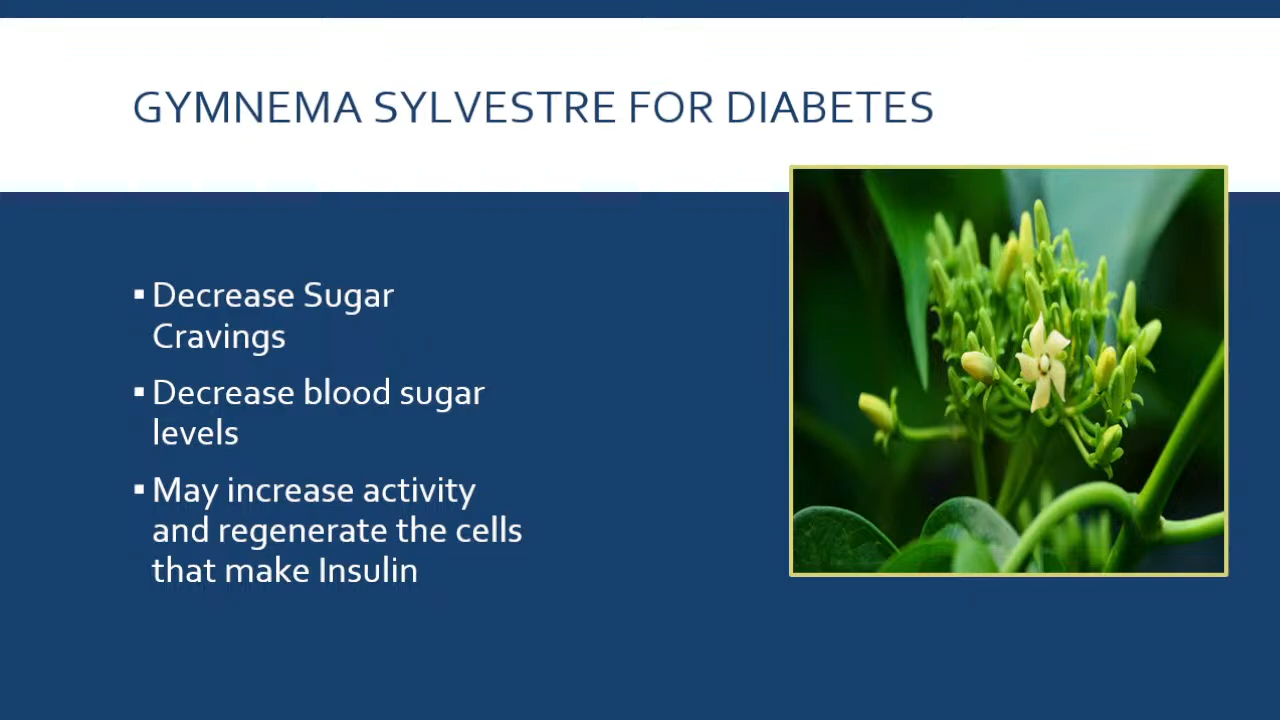 GYMNEMA SYLVESTRE FOR DIABETES
▪ Decrease Sugar
Cravings
▪ Decrease blood sugar
levels
▪ May increase activity
and regenerate the cells
that make Insulin